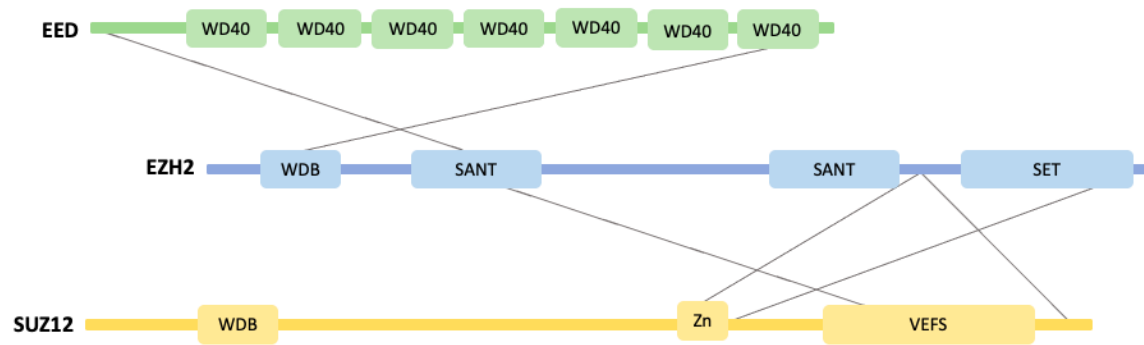 EED WD40 WD40 WD40 WD40 WD40 WD40 WD40
EZH2 WDB SANT SANT SET
SUZ12 WDB Zn VEFS